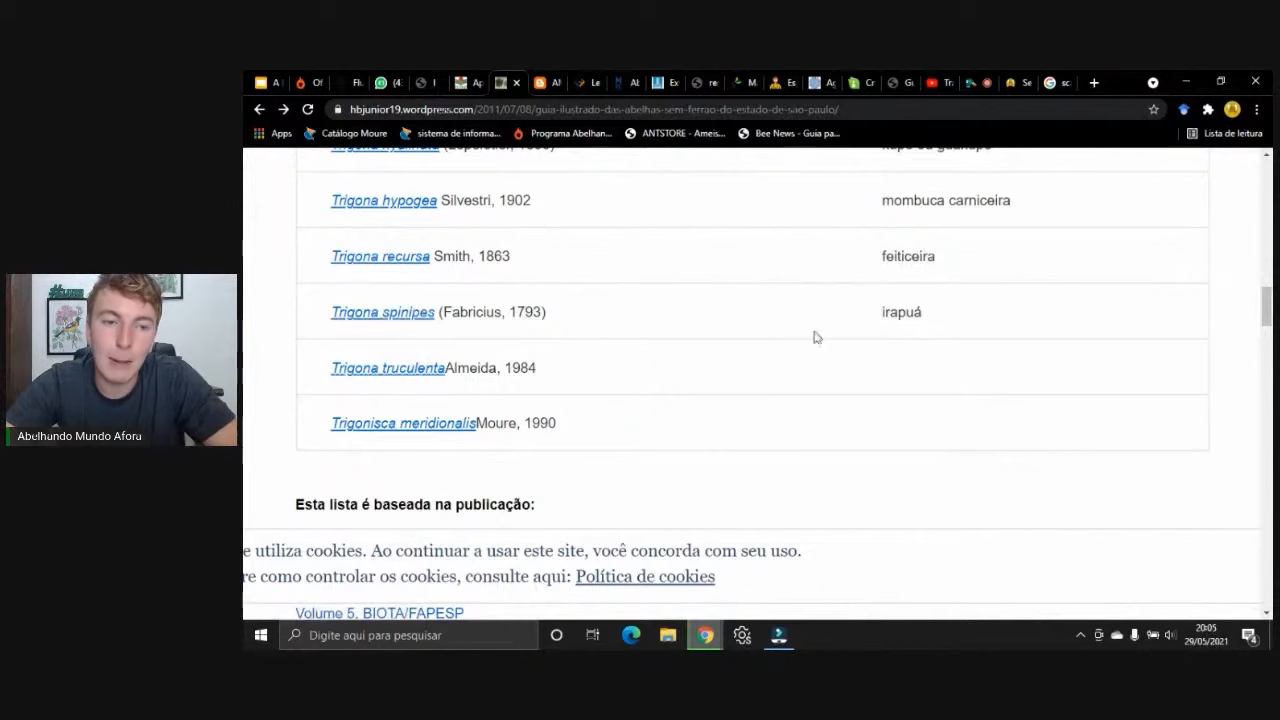 hbjunior19.wordpress.com/2011/07/08/guia-ilustrado-das-abelhas-sem-ferrao-do-estado-de-sao-paulo/
Apps Catálogo Moure sistema de informa... Programa Abelhan... ANTSTORE - Ameis... Bee News - Guia pa... Lista de leitura
Trigona hypogea Silvestri, 1902 mombuca carniceira
Trigona recursa Smith, 1863 feiticeira
Trigona spinipes (Fabricius, 1793) irapuá
Trigona truculentaAlmeida, 1984
Trigonisca meridionalisMoure, 1990
Esta lista é baseada na publicação:
e utiliza cookies. Ao continuar a usar este site, você concorda com seu uso.
re como controlar os cookies, consulte aqui: Política de cookies
Volume 5. BIOTA/FAPESP
Abelhando Mundo Aforu
Digite aqui para pesquisar
20:05
29/05/2021